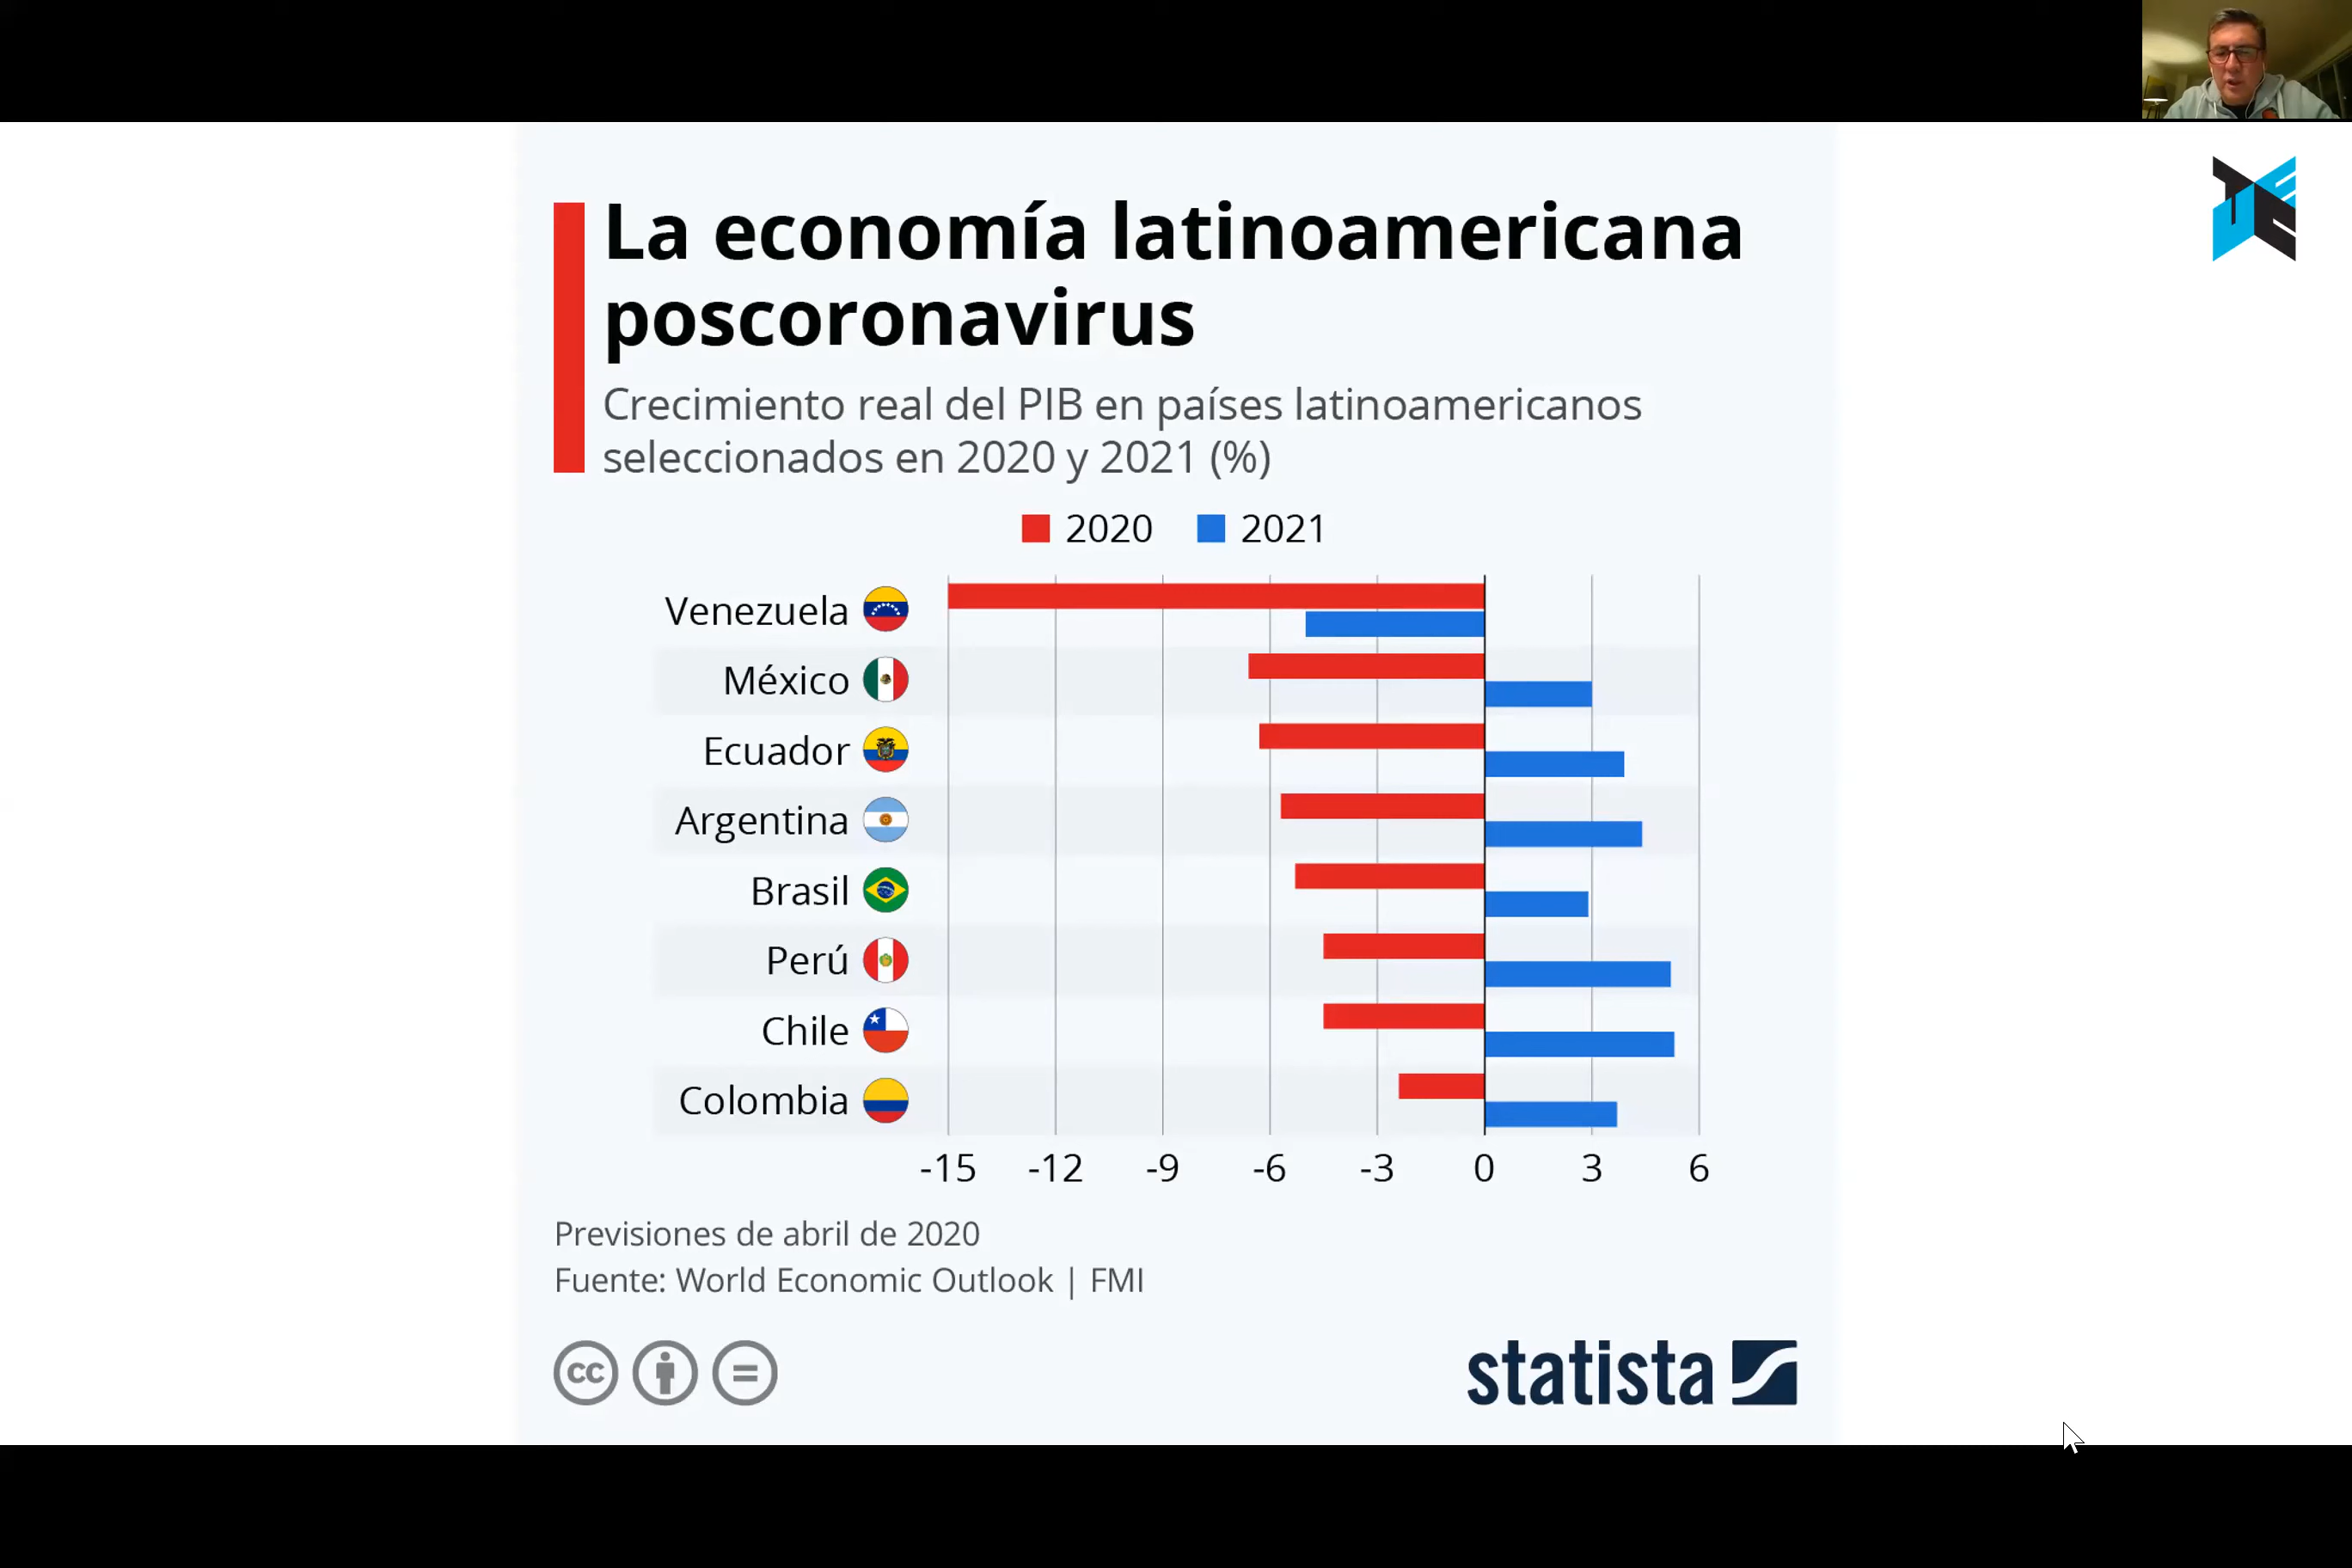 La economía latinoamericana
poscoronavirus
Crecimiento real del PIB en países latinoamericanos
seleccionados en 2020 y 2021 (%)
2020 2021
Venezuela
México
Ecuador
Argentina
Brasil
Perú
Chile
Colombia
-15 -12 -9 -6 -3 0 3 6
Previsiones de abril de 2020
Fuente: World Economic Outlook | FMI
cc
statista